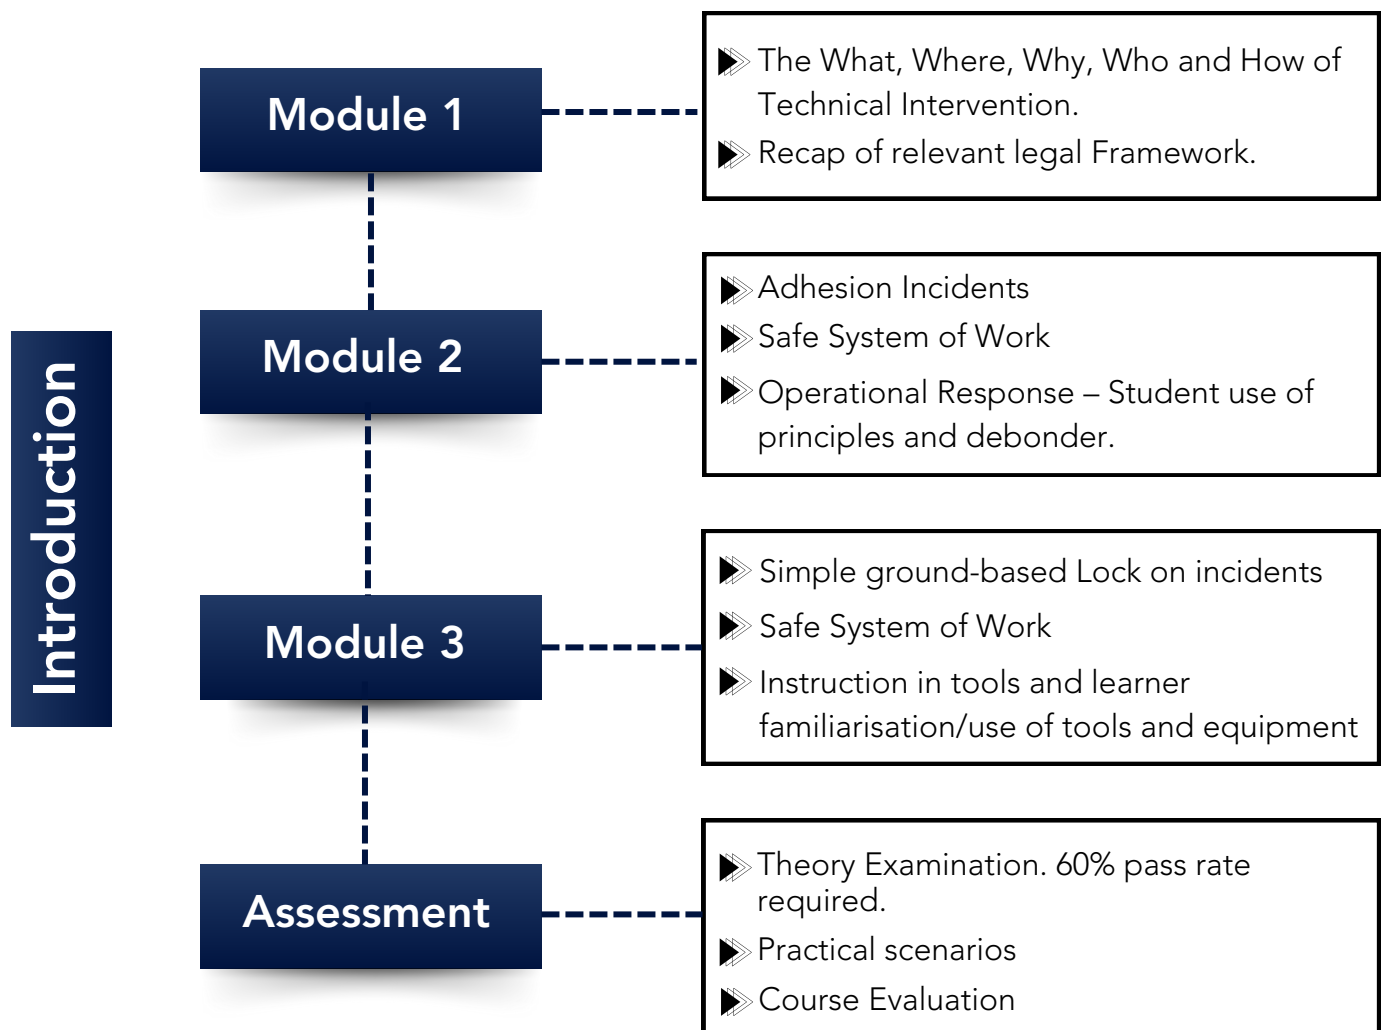 Introduction
Module 1
The What, Where, Why, Who and How of
Technical Intervention.
Recap of relevant legal Framework.
Module 2
Adhesion Incidents
Safe System of Work
Operational Response – Student use of
principles and debonder.
Module 3
Simple ground-based Lock on incidents
Safe System of Work
Instruction in tools and learner
familiarisation/use of tools and equipment
Assessment
Theory Examination. 60% pass rate
required.
Practical scenarios
Course Evaluation